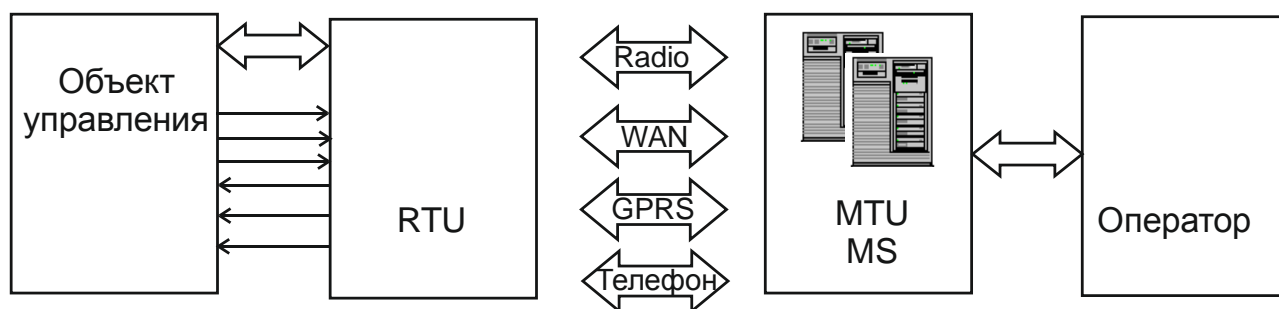 Объект
управления
RTU
Radio
WAN
GPRS
Телефон
MTU
MS
Оператор